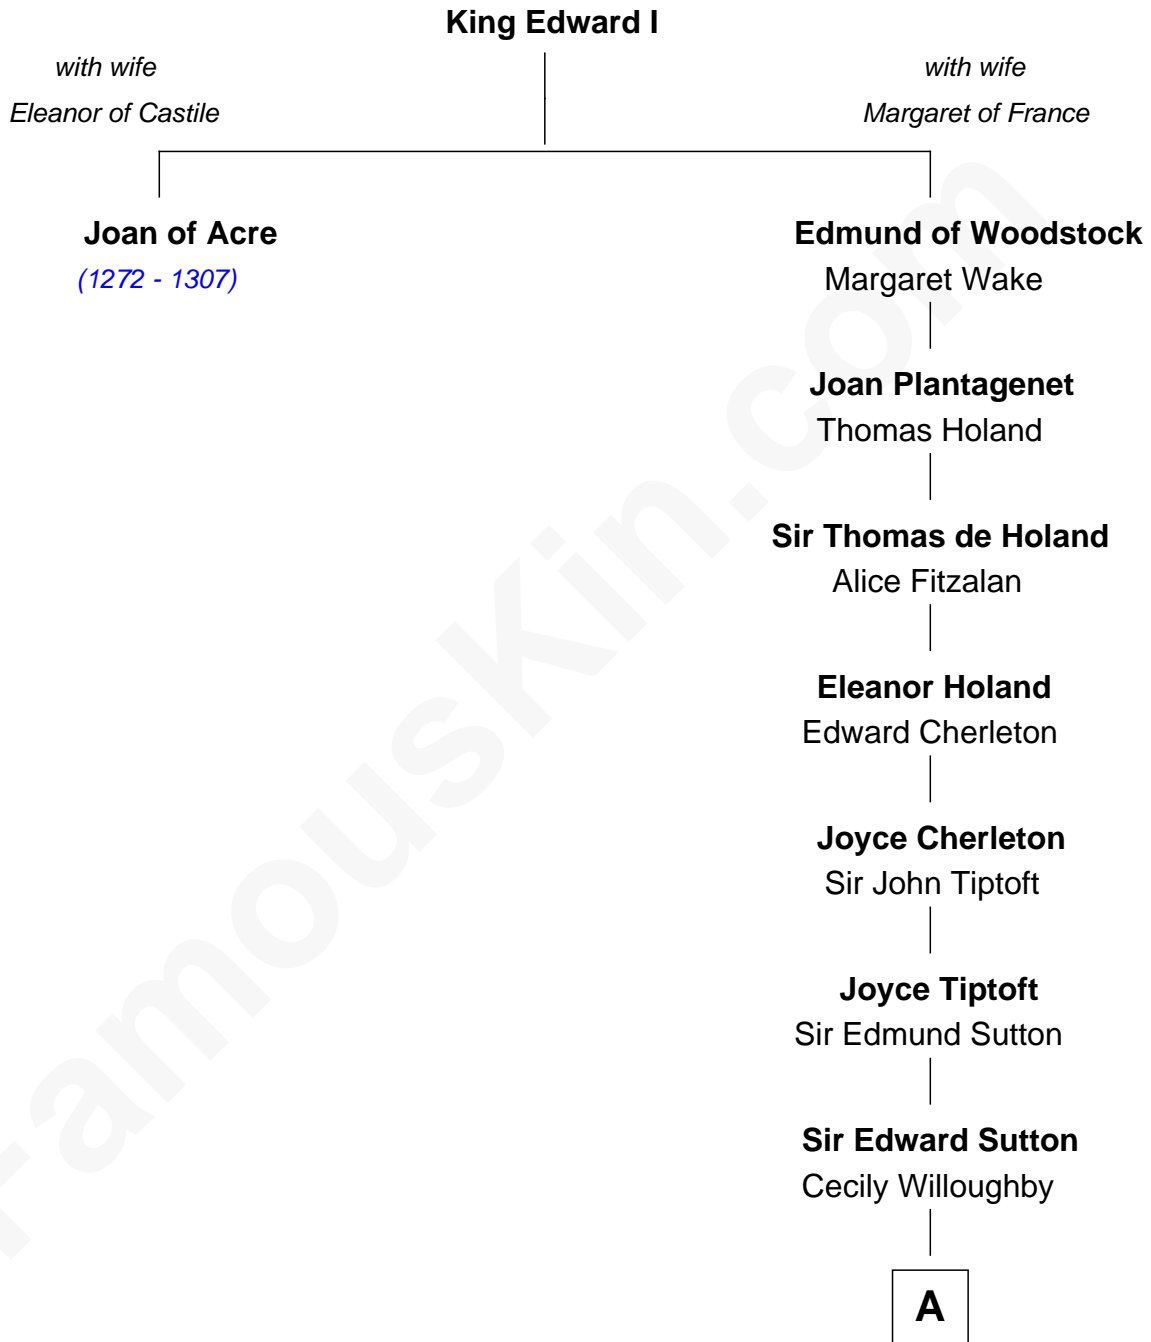 King Edward I
with wife
Eleanor of Castile
with wife
Margaret of France
Joan of Acre
(1272 - 1307)
Edmund of Woodstock
Margaret Wake
Joan Plantagenet
Thomas Holand
Sir Thomas de Holand
Alice Fitzalan
Eleanor Holand
Edward Cherleton
Joyce Cherleton
Sir John Tiptoft
Joyce Tiptoft
Sir Edmund Sutton
Sir Edward Sutton
Cecily Willoughby
A
FamousKin.com